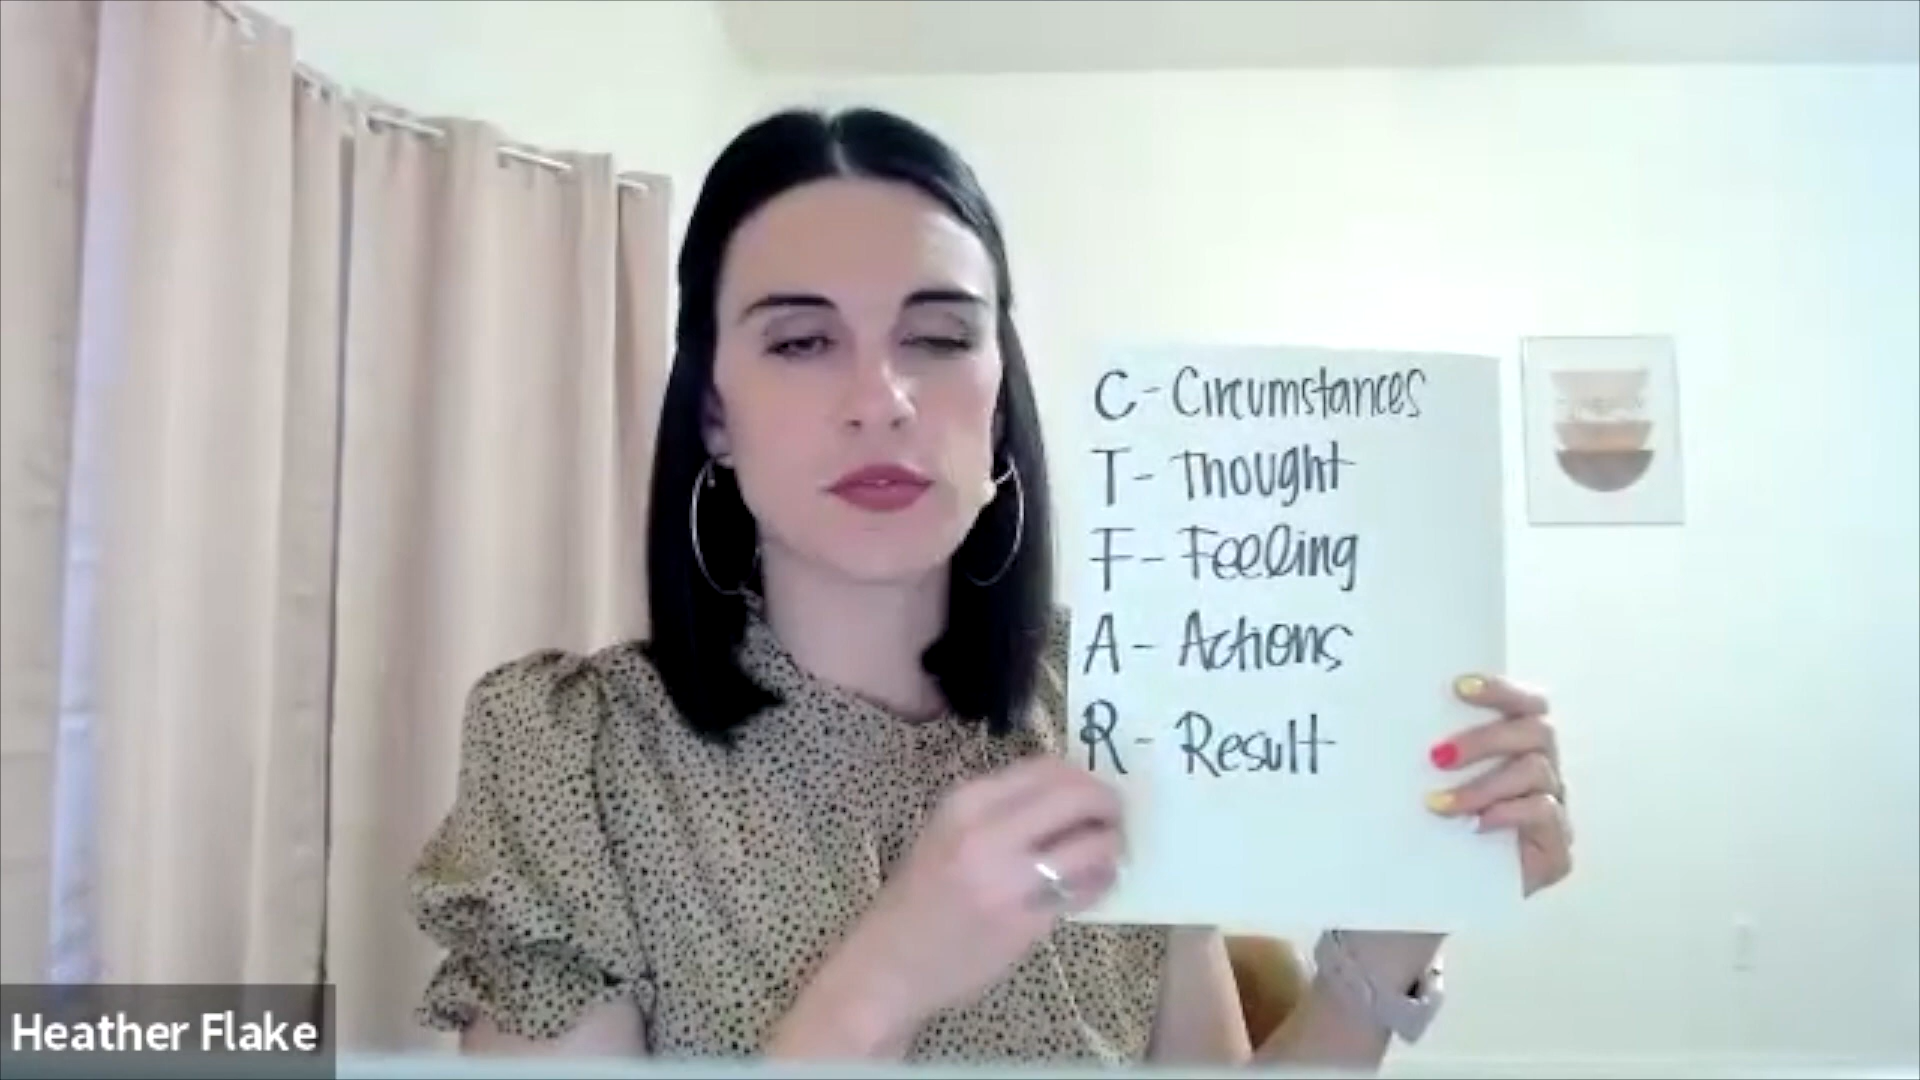 C - Circumstances
T - Thought
F - Feeling
A - Actions
R - Result
Heather Flake